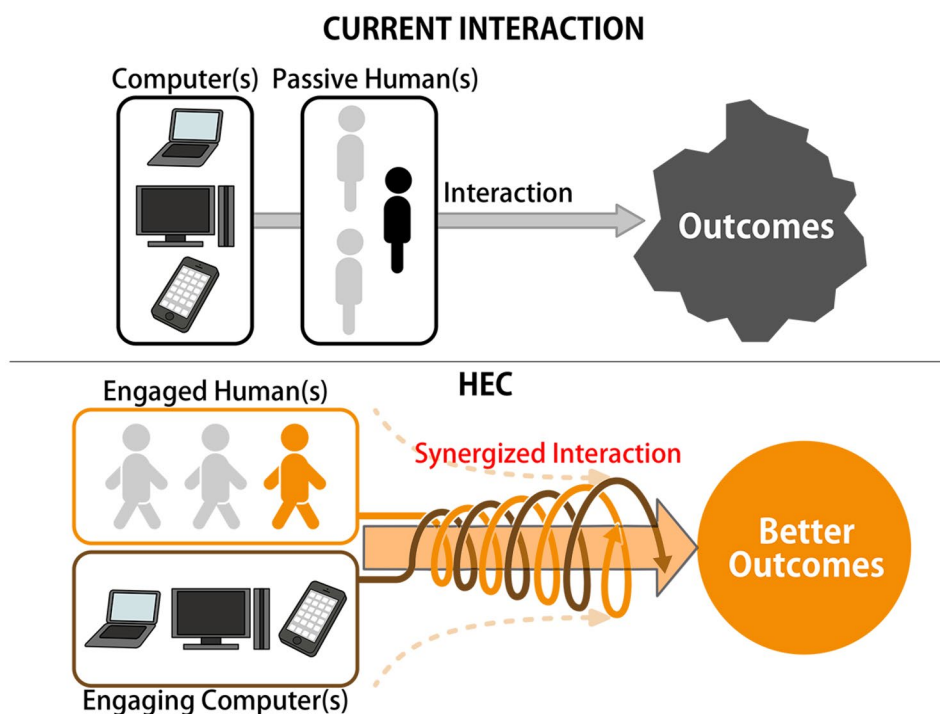 CURRENT INTERACTION
Computer(s)
Passive Human(s)
Interaction
Outcomes
HEC
Engaged Human(s)
Synergized Interaction
Better
Outcomes
Engaging Computer(s)